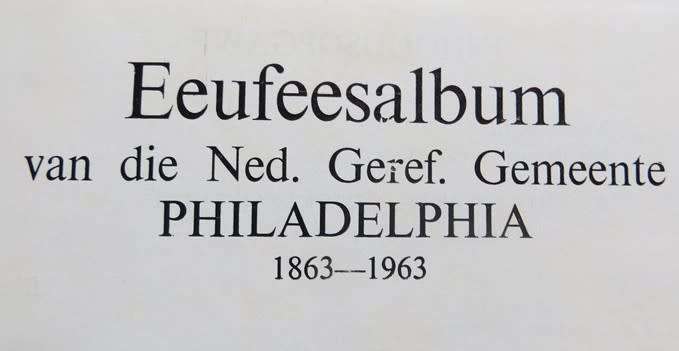 Eeufeesalbum
van die Ned. Geref. Gemeente
PHILADELPHIA
1863—1963